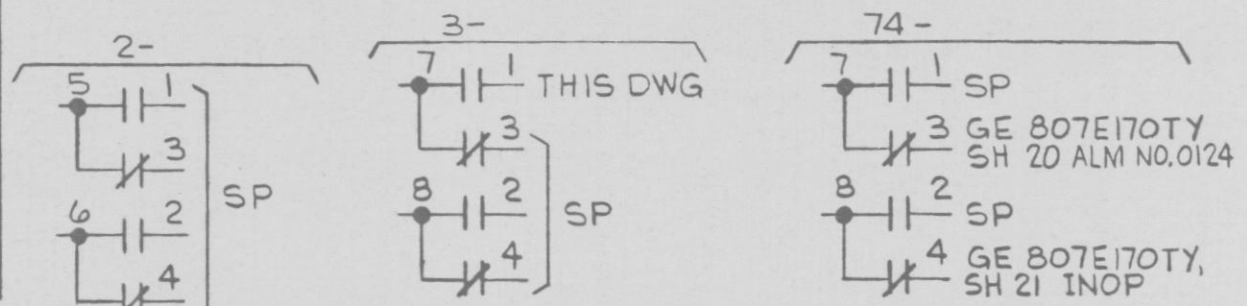 2-
5 1
3
SP
6 2
4
3-
7 1 THIS DWG
3
8 2 SP
4
74-
7 1 SP
3 GE 807E170TY
SH 20 ALM NO.0124
8 2 SP
4 GE 807E170TY,
SH 21 INOP